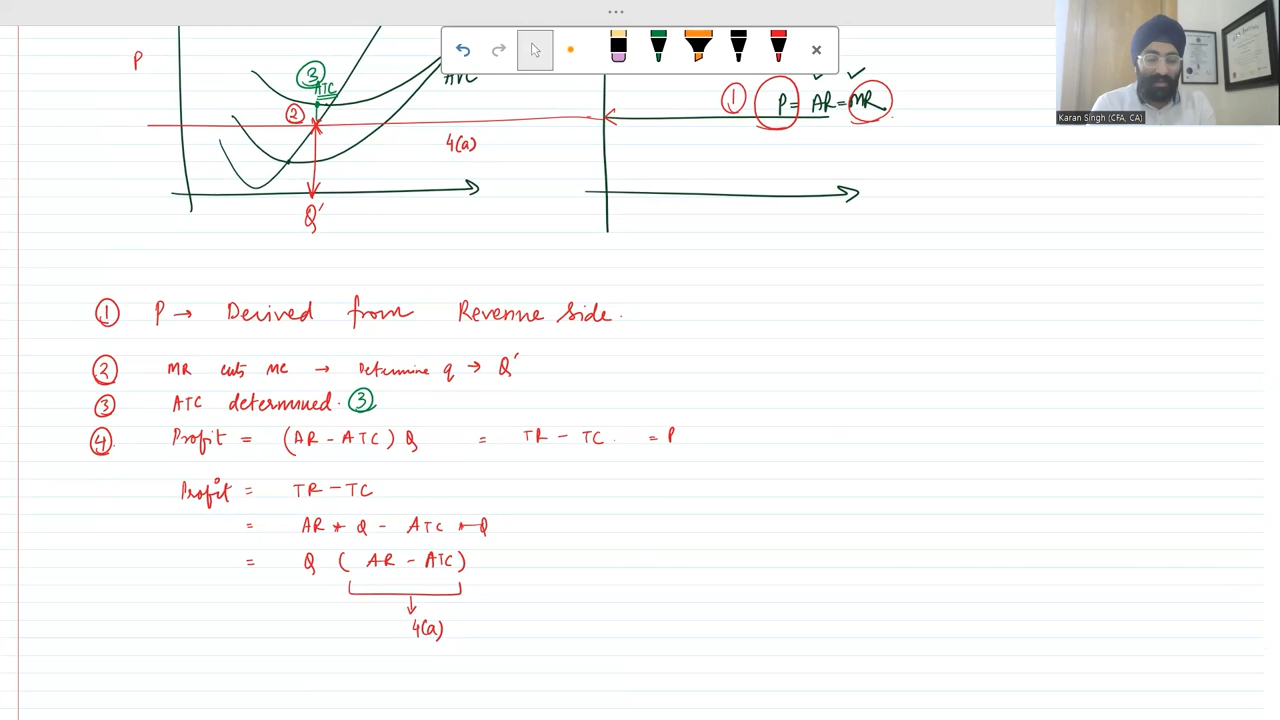 P
3
ATC
AVC
2
1 P = AR = MR
4(a)
Q'
Karan Singh (CFA, CA)
1 P → Derived from Revenue Side.
2 MR cuts MC → Determine q → Q'
3 ATC determined. 3
4. Profit = (AR - ATC) Q = TR - TC. = P
Profit = TR - TC
= AR * Q - ATC * Q
= Q ( AR - ATC)
4(a)